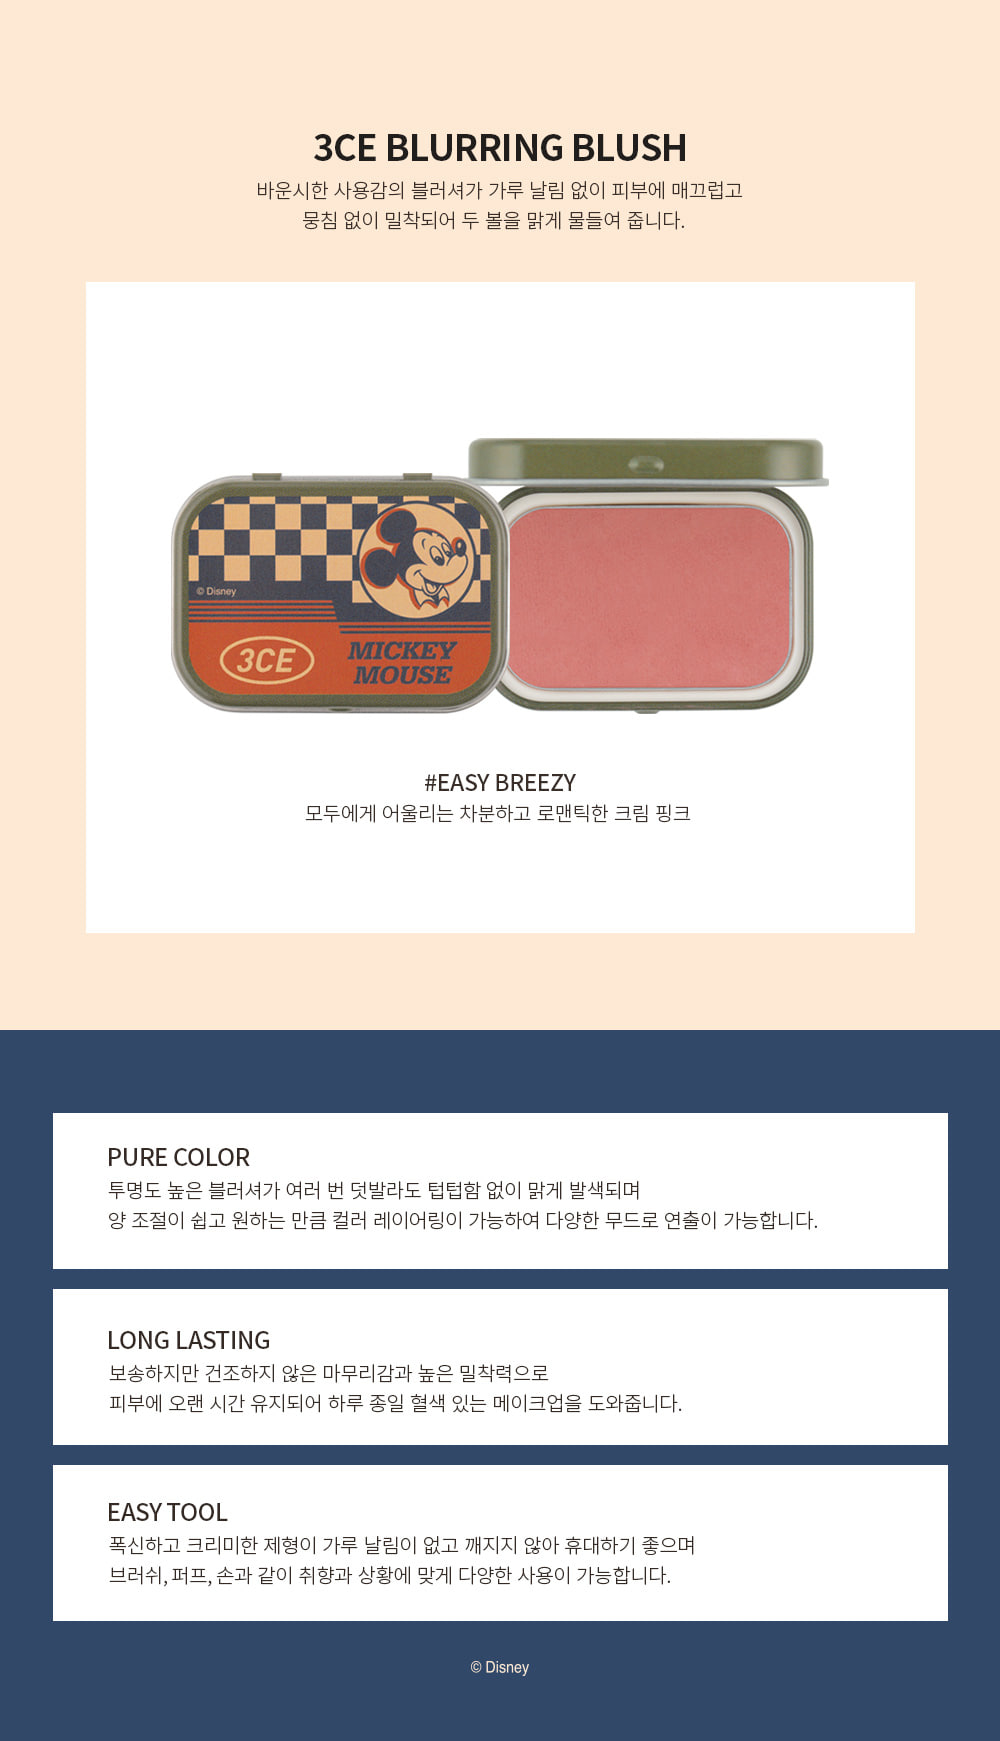 3CE BLURRING BLUSH
바운시한 사용감의 블러셔가 가루 날림 없이 피부에 매끄럽고
뭉침 없이 밀착되어 두 볼을 맑게 물들여 줍니다.
© Disney
3CE
MICKEY
MOUSE
#EASY BREEZY
모두에게 어울리는 차분하고 로맨틱한 크림 핑크
PURE COLOR
투명도 높은 블러셔가 여러 번 덧발라도 텁텁함 없이 맑게 발색되며
양 조절이 쉽고 원하는 만큼 컬러 레이어링이 가능하여 다양한 무드로 연출이 가능합니다.
LONG LASTING
보송하지만 건조하지 않은 마무리감과 높은 밀착력으로
피부에 오랜 시간 유지되어 하루 종일 혈색 있는 메이크업을 도와줍니다.
EASY TOOL
폭신하고 크리미한 제형이 가루 날림이 없고 깨지지 않아 휴대하기 좋으며
브러쉬, 퍼프, 손과 같이 취향과 상황에 맞게 다양한 사용이 가능합니다.
© Disney